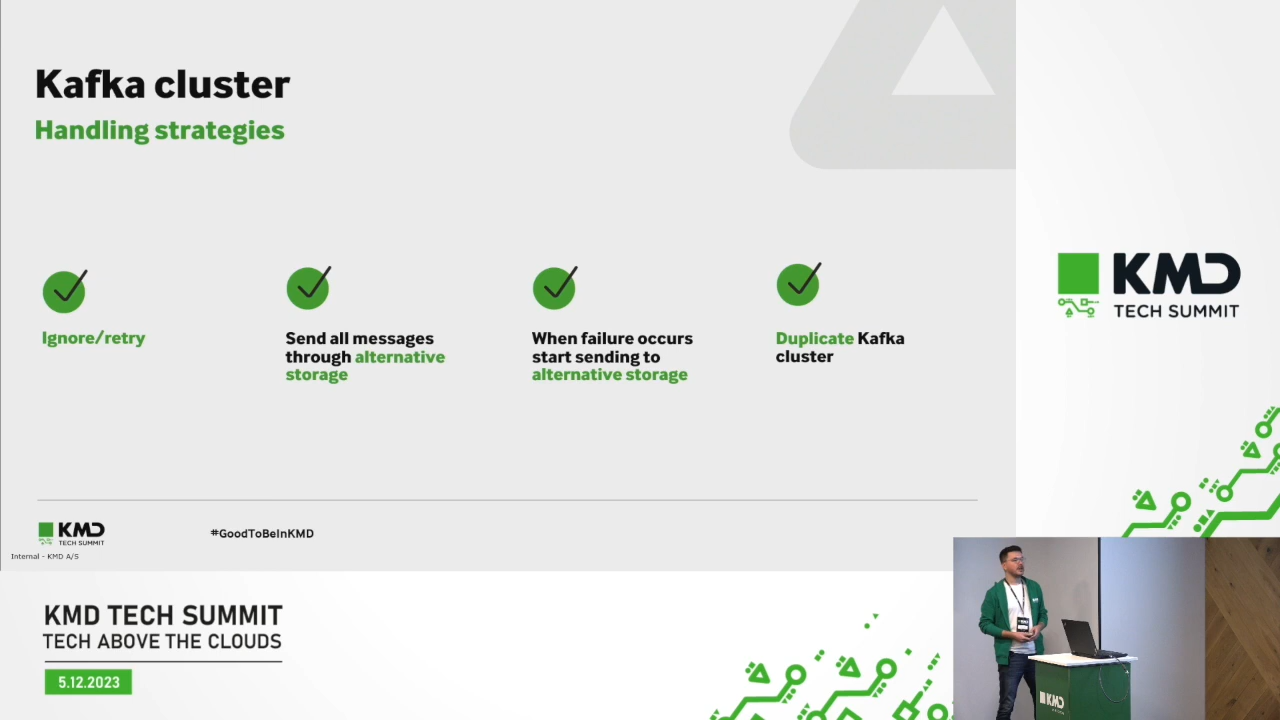 Kafka cluster
Handling strategies
Ignore/retry
Send all messages
through alternative
storage
When failure occurs
start sending to
alternative storage
Duplicate Kafka
cluster
KMD
TECH SUMMIT
#GoodToBeInKMD
Internal - KMD A/S
KMD
TECH SUMMIT
KMD TECH SUMMIT
TECH ABOVE THE CLOUDS
5.12.2023
KMD